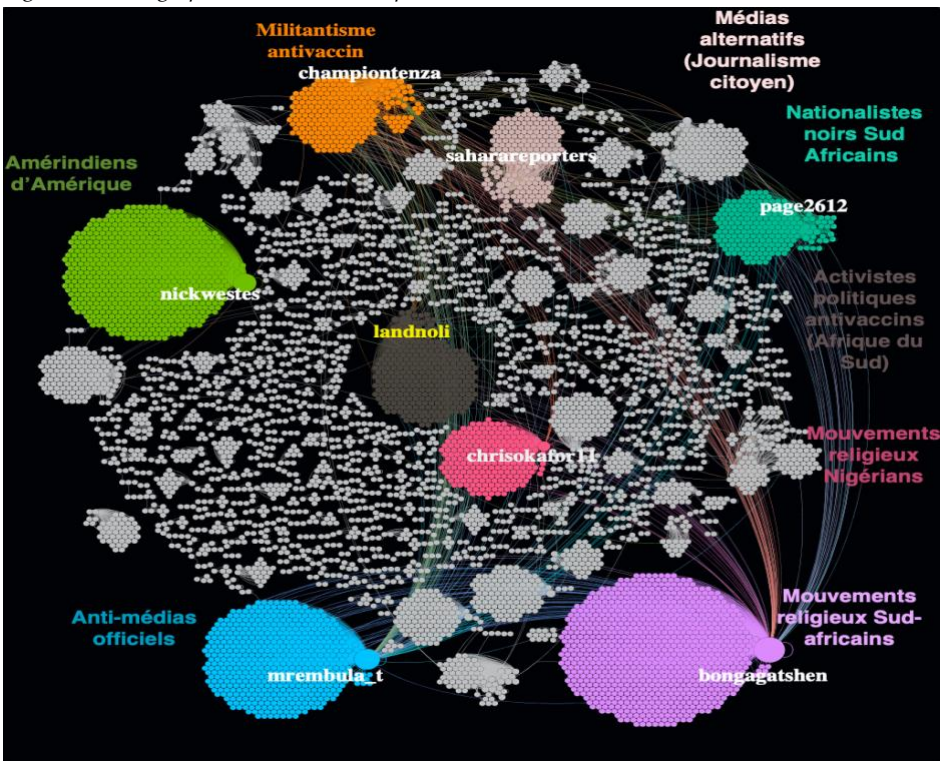 Militantisme
antivaccin
championtenza
Médias
alternatifs
(Journalisme
citoyen)
Nationalistes
noirs Sud
Africains
saharareporters
Amérindiens
d'Amérique
page2612
nickwestes
Activistes
politiques
antivaccins
(Afrique du
Sud)
landnoli
chrisokafor11
Mouvements
religieux
Nigérians
Anti-médias
officiels
mrembula_t
Mouvements
religieux Sud-
africains
bongagatshen